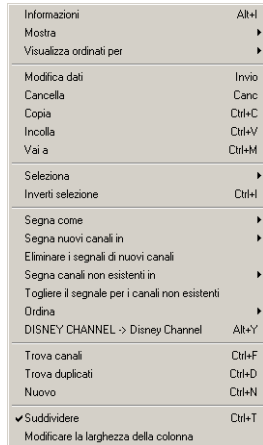 Informazioni Alt+I
Mostra
Visualizza ordinati per
Modifica dati Invio
Cancella Canc
Copia Ctrl+C
Incolla Ctrl+V
Vai a Ctrl+M
Seleziona
Inverti selezione Ctrl+I
Segna come
Segna nuovi canali in
Eliminare i segnali di nuovi canali
Segna canali non esistenti in
Togliere il segnale per i canali non esistenti
Ordina
DISNEY CHANNEL -> Disney Channel Alt+Y
Trova canali Ctrl+F
Trova duplicati Ctrl+D
Nuovo Ctrl+N
Suddividere Ctrl+T
Modificare la larghezza della colonna